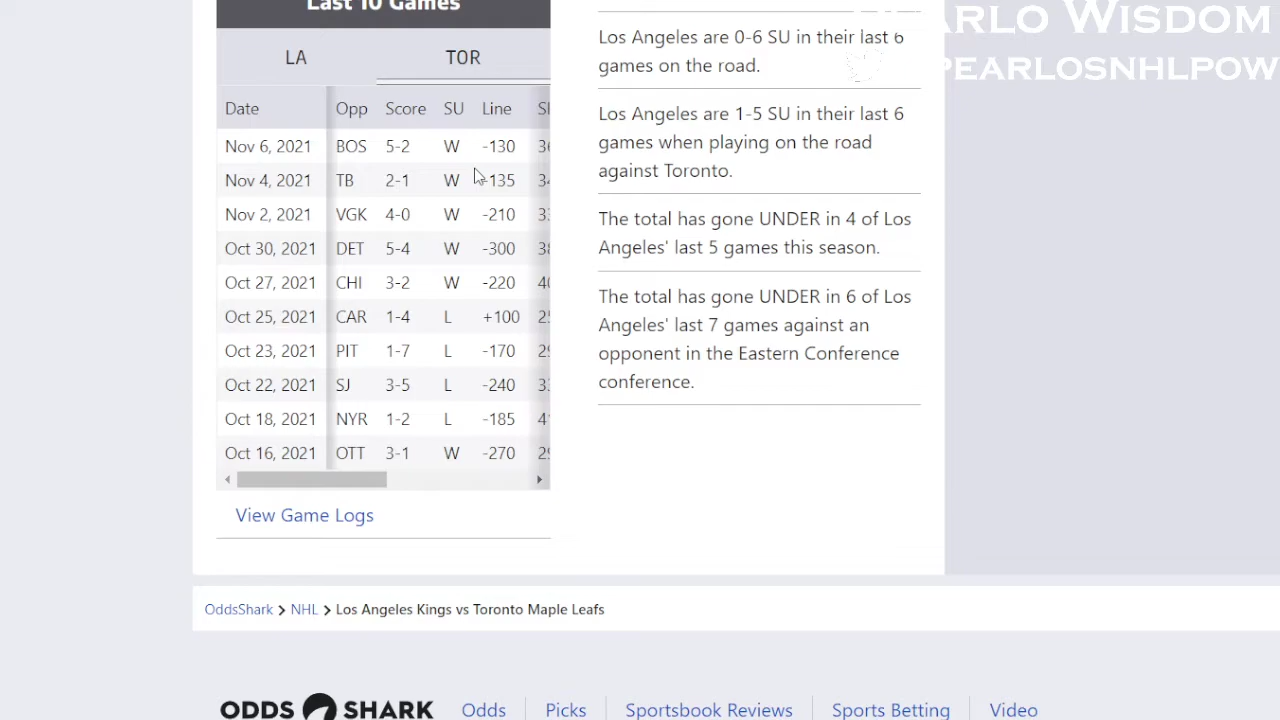 Last 10 Games
LA TOR
Date Opp Score SU Line
Nov 6, 2021 BOS 5-2 W -130
Nov 4, 2021 TB 2-1 W -135
Nov 2, 2021 VGK 4-0 W -210
Oct 30, 2021 DET 5-4 W -300
Oct 27, 2021 CHI 3-2 W -220
Oct 25, 2021 CAR 1-4 L +100
Oct 23, 2021 PIT 1-7 L -170
Oct 22, 2021 SJ 3-5 L -240
Oct 18, 2021 NYR 1-2 L -185
Oct 16, 2021 OTT 3-1 W -270
View Game Logs
Los Angeles are 0-6 SU in their last 6
games on the road.
Los Angeles are 1-5 SU in their last 6
games when playing on the road
against Toronto.
The total has gone UNDER in 4 of Los
Angeles' last 5 games this season.
The total has gone UNDER in 6 of Los
Angeles' last 7 games against an
opponent in the Eastern Conference
conference.
ARLO WISDOM
PEARLOSNHLPOW
OddsShark > NHL > Los Angeles Kings vs Toronto Maple Leafs
ODDS SHARK Odds Picks Sportsbook Reviews Sports Betting Video